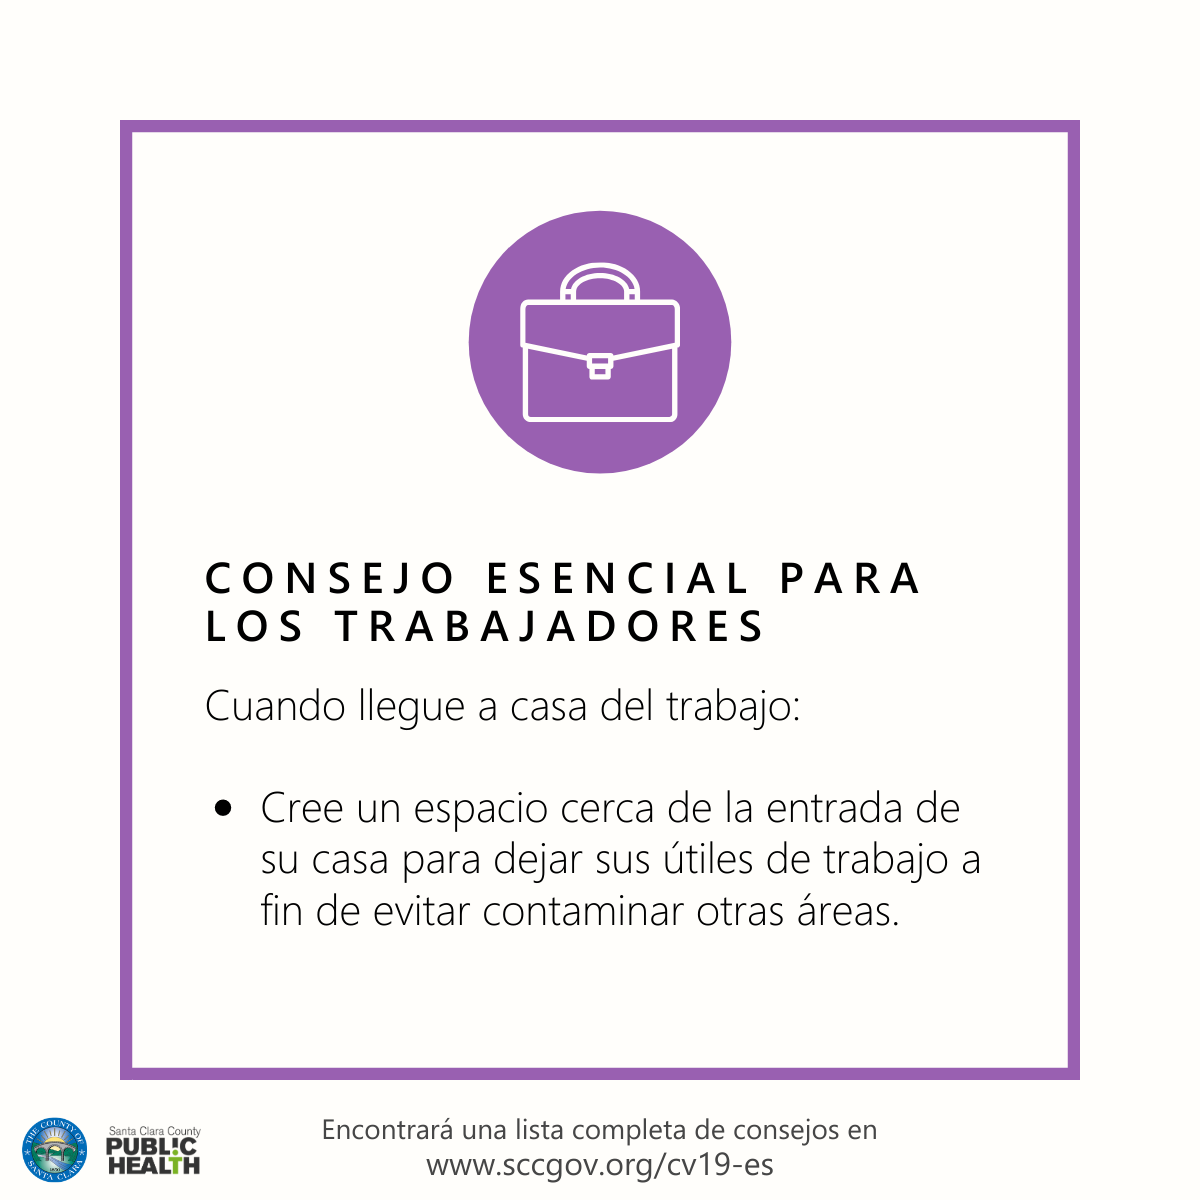 CONSEJO ESENCIAL PARA
LOS TRABAJADORES
Cuando llegue a casa del trabajo:
• Cree un espacio cerca de la entrada de
su casa para dejar sus útiles de trabajo a
fin de evitar contaminar otras áreas.
THE COUNTY OF
SANTA CLARA
Santa Clara County
PUBLIC
HEALTH
Encontrará una lista completa de consejos en
www.sccgov.org/cv19-es